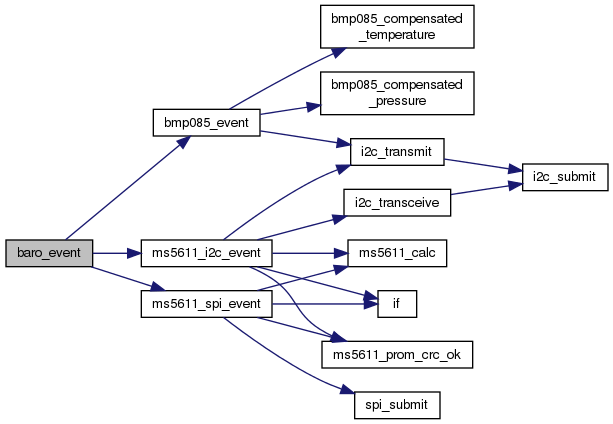 bmp085_compensated
_temperature
bmp085_compensated
_pressure
bmp085_event
i2c_transmit
i2c_submit
i2c_transceive
baro_event
ms5611_i2c_event
ms5611_calc
ms5611_spi_event
if
ms5611_prom_crc_ok
spi_submit